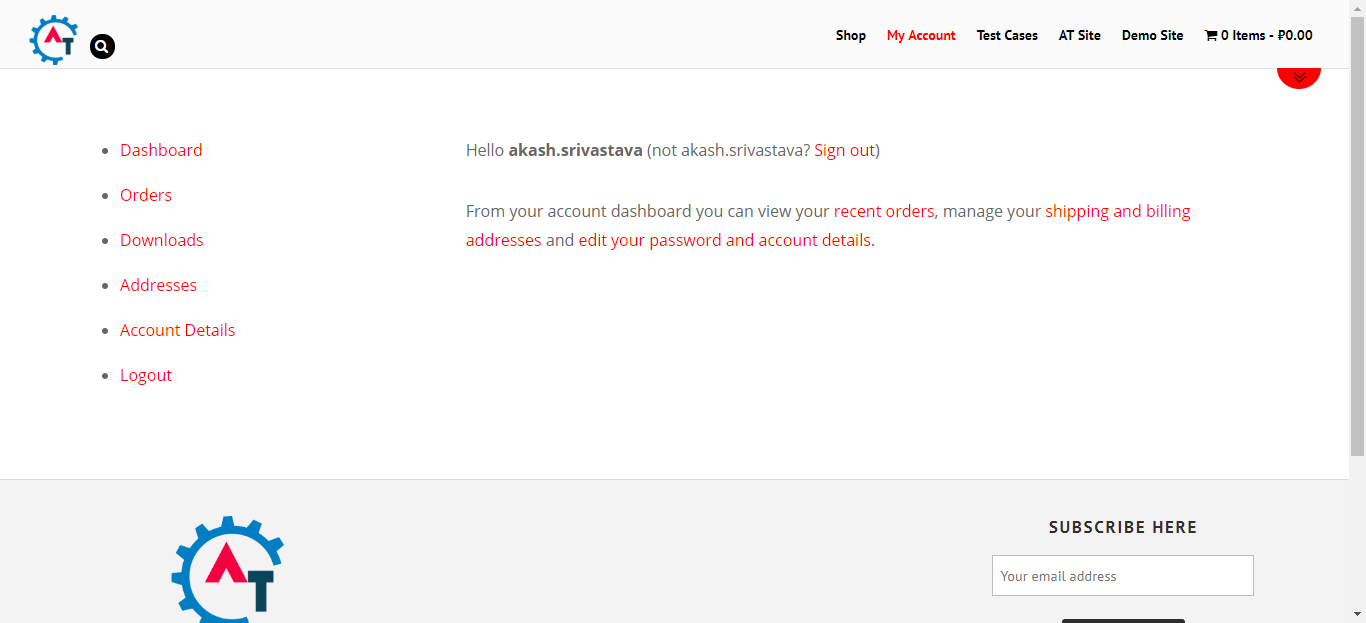 AT
Shop My Account Test Cases AT Site Demo Site 0 Items - ₽0.00
Dashboard
Orders
Downloads
Addresses
Account Details
Logout
Hello akash.srivastava (not akash.srivastava? Sign out)
From your account dashboard you can view your recent orders, manage your shipping and billing
addresses and edit your password and account details.
AT
SUBSCRIBE HERE
Your email address